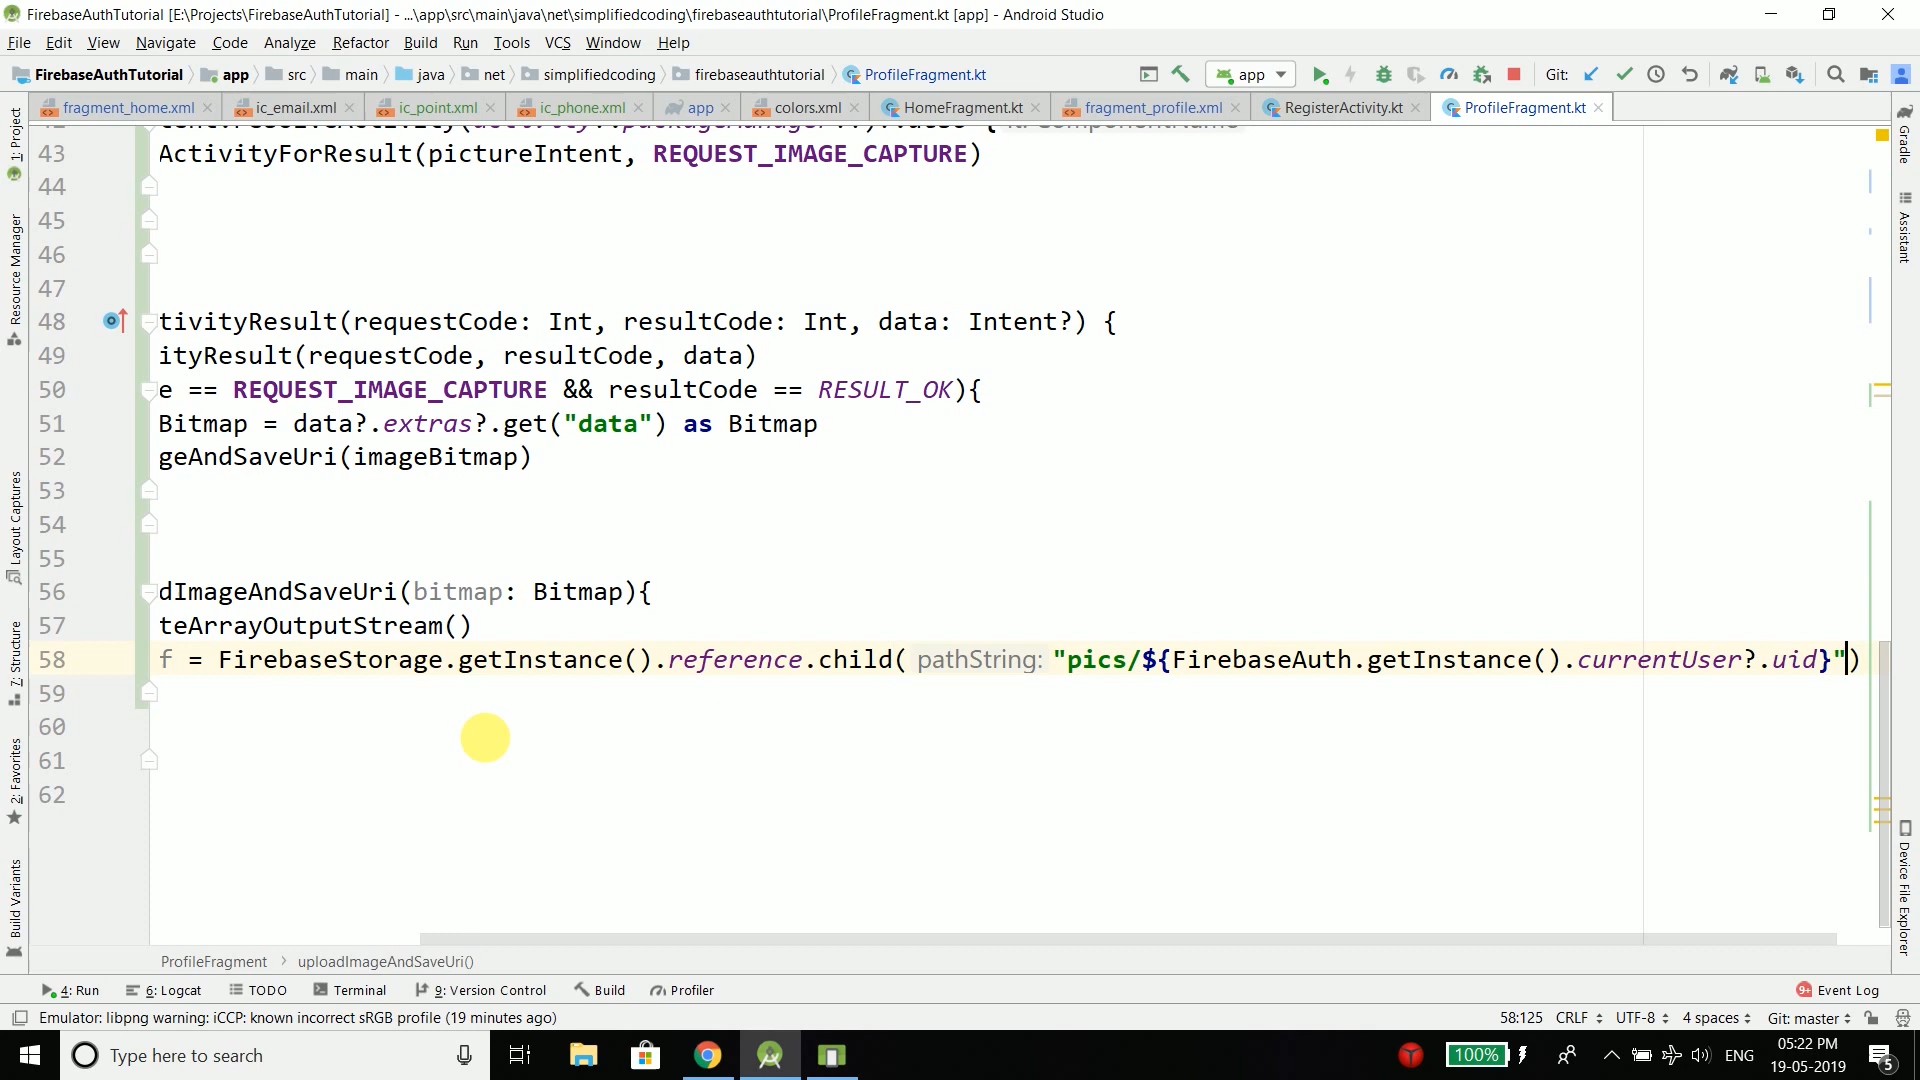 FirebaseAuthTutorial [E:\Projects\FirebaseAuthTutorial] - ...\app\src\main\java\net\simplifiedcoding\firebaseauthtutorial\ProfileFragment.kt [app] - Android Studio
File Edit View Navigate Code Analyze Refactor Build Run Tools VCS Window Help
FirebaseAuthTutorial app src main java net simplifiedcoding firebaseauthtutorial ProfileFragment.kt app Git:
fragment_home.xml ic_email.xml ic_point.xml ic_phone.xml app colors.xml HomeFragment.kt fragment_profile.xml RegisterActivity.kt ProfileFragment.kt
43 ActivityForResult(pictureIntent, REQUEST_IMAGE_CAPTURE)
44
45
46
47
48 tivityResult(requestCode: Int, resultCode: Int, data: Intent?) {
49 ityResult(requestCode, resultCode, data)
50 e == REQUEST_IMAGE_CAPTURE && resultCode == RESULT_OK){
51 Bitmap = data?.extras?.get("data") as Bitmap
52 geAndSaveUri(imageBitmap)
53
54
55
56 dImageAndSaveUri(bitmap: Bitmap){
57 teArrayOutputStream()
58 f = FirebaseStorage.getInstance().reference.child( pathString: "pics/${FirebaseAuth.getInstance().currentUser?.uid}")
59
60
61
62
1: Project
Resource Manager
Layout Captures
7: Structure
2: Favorites
Build Variants
Gradle
Assistant
Device File Explorer
ProfileFragment > uploadImageAndSaveUri()
4: Run 6: Logcat TODO Terminal 9: Version Control Build Profiler 9+ Event Log
Emulator: libpng warning: iCCP: known incorrect sRGB profile (19 minutes ago) 58:125 CRLF UTF-8 4 spaces Git: master
Type here to search 100% ENG 05:22 PM
19-05-2019 5